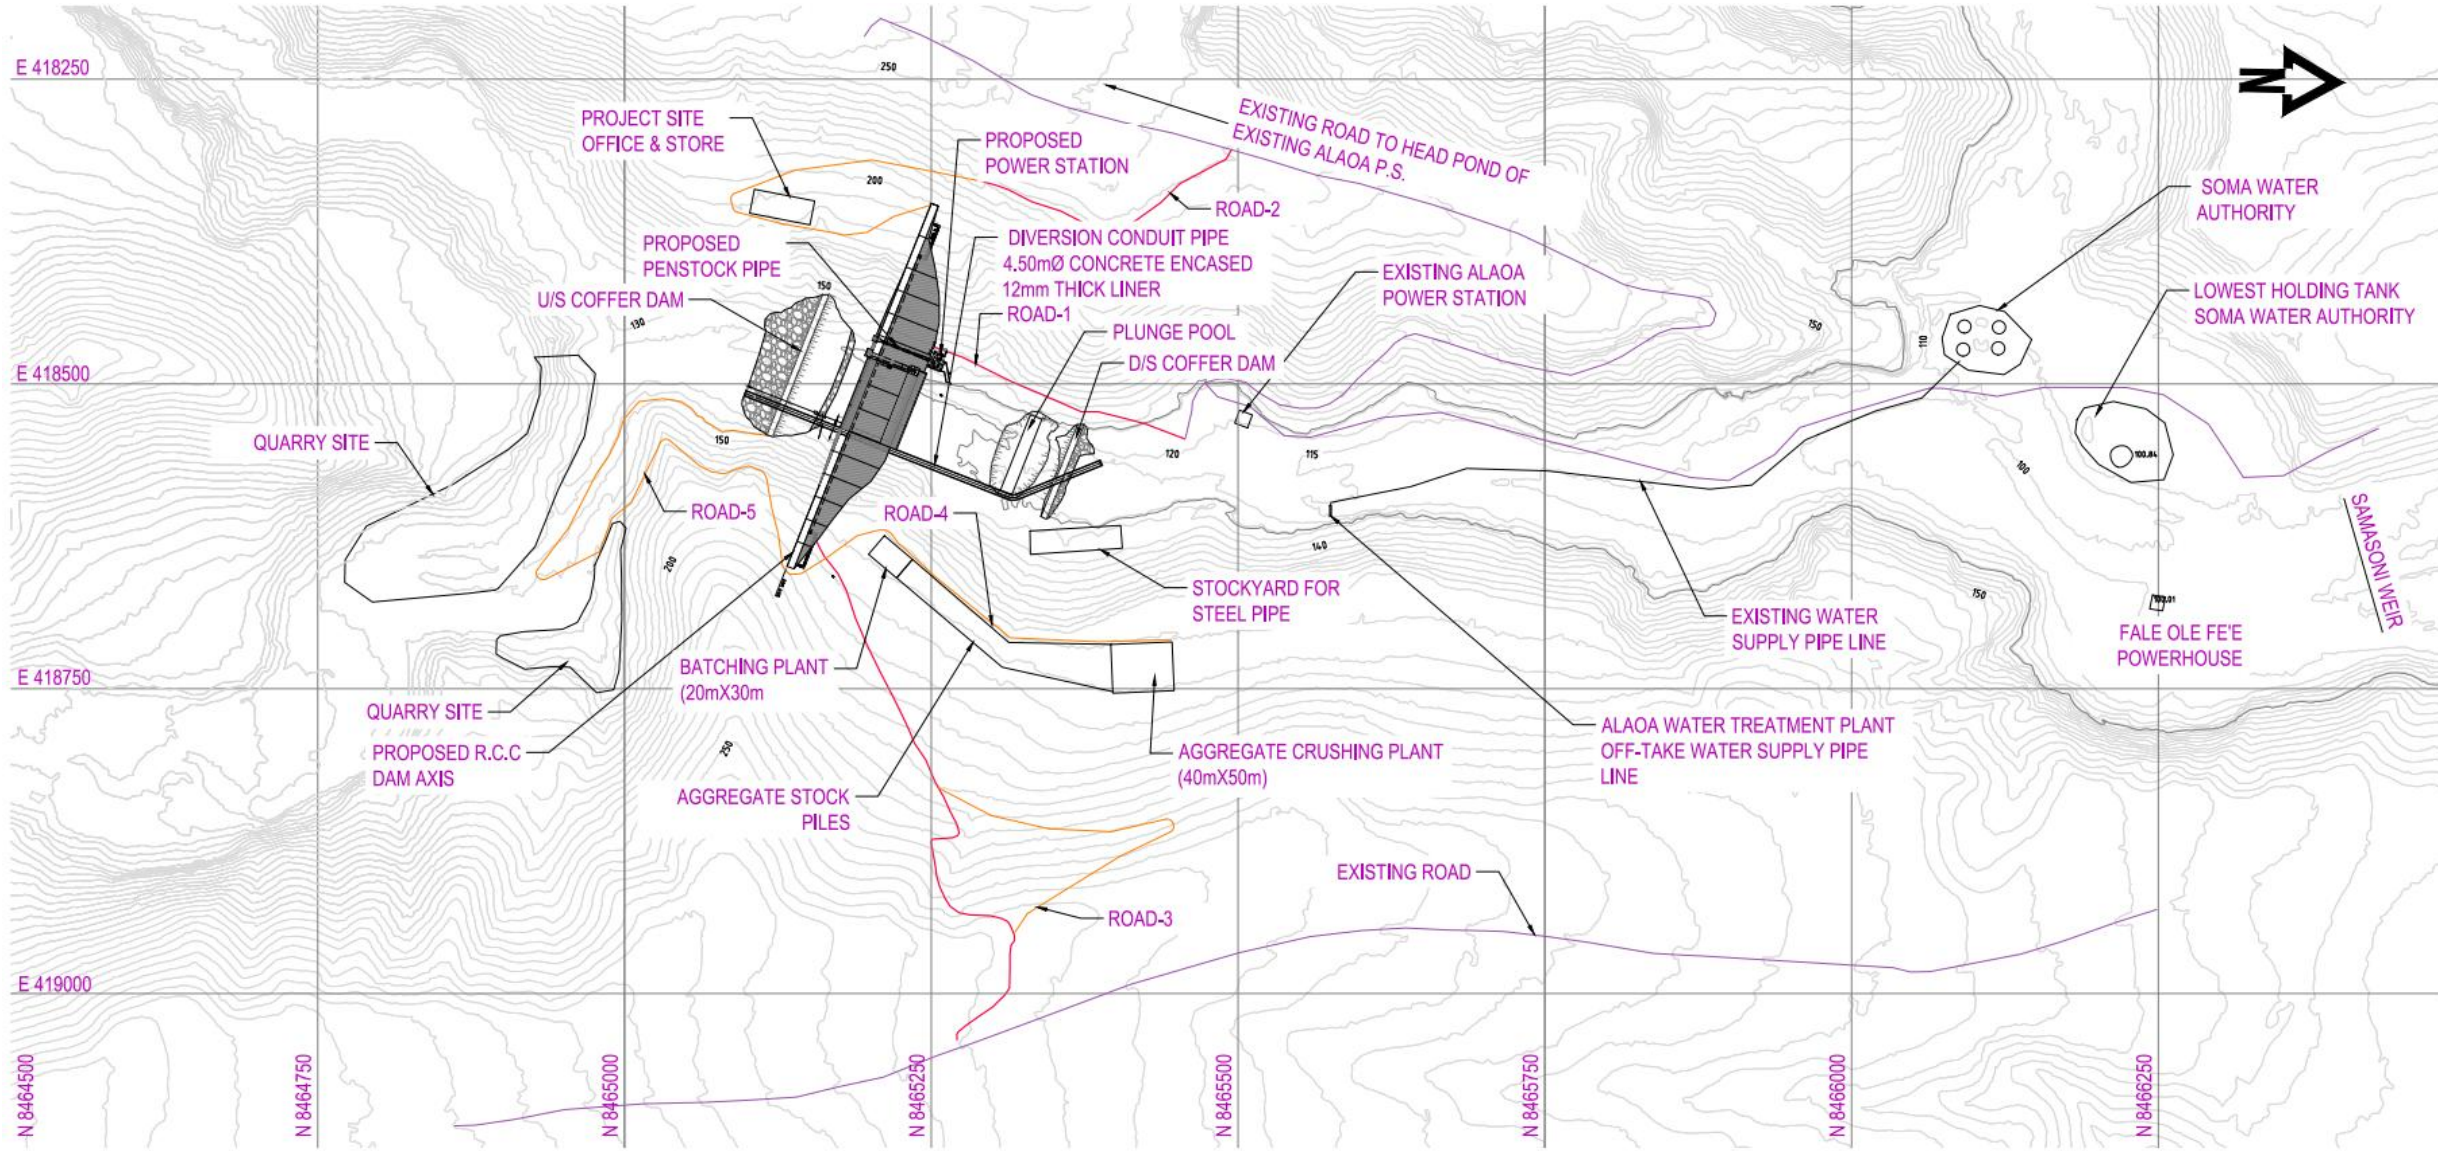 E 418250
250
N
PROJECT SITE
OFFICE & STORE
EXISTING ROAD TO HEAD POND OF
EXISTING ALAOA P.S.
PROPOSED
POWER STATION
200
SOMA WATER
AUTHORITY
ROAD-2
PROPOSED
PENSTOCK PIPE
DIVERSION CONDUIT PIPE
4.50mØ CONCRETE ENCASED
12mm THICK LINER
EXISTING ALAOA
POWER STATION
LOWEST HOLDING TANK
SOMA WATER AUTHORITY
U/S COFFER DAM
150
130
ROAD-1
PLUNGE POOL
150
110
D/S COFFER DAM
E 418500
QUARRY SITE
150
120
115
100
100.84
ROAD-5
ROAD-4
SAMASONI WEIR
140
200
STOCKYARD FOR
STEEL PIPE
150
EXISTING WATER
SUPPLY PIPE LINE
FALE OLE FE'E
POWERHOUSE
BATCHING PLANT
(20mX30m
E 418750
QUARRY SITE
PROPOSED R.C.C
DAM AXIS
250
AGGREGATE CRUSHING PLANT
(40mX50m)
ALAOA WATER TREATMENT PLANT
OFF-TAKE WATER SUPPLY PIPE
LINE
AGGREGATE STOCK
PILES
EXISTING ROAD
ROAD-3
E 419000
N 8464500
N 8464750
N 8465000
N 8465250
N 8465500
N 8465750
N 8466000
N 8466250